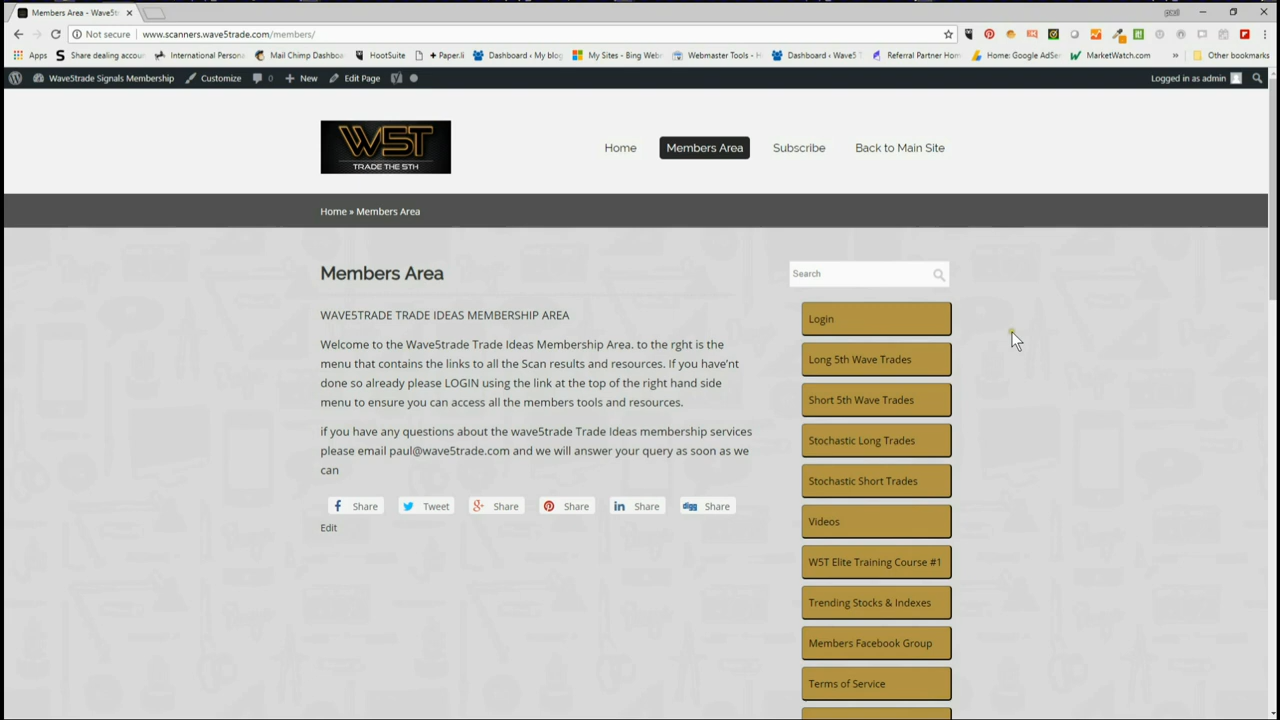 Members Area - Wave5t
paul
Not secure
www.scanners.wave5trade.com/members/
Apps
Share dealing accou
International Persona
Mail Chimp Dashboa
HootSuite
+ Paper.li
Dashboard ‹ My blog
My Sites - Bing Webm
Webmaster Tools - H
Dashboard ‹ Wave5 T
Referral Partner Hom
Home: Google AdSen
MarketWatch.com
»
Other bookmarks
Wave5trade Signals Membership
Customize
0
New
Edit Page
Logged in as admin
W5T
TRADE THE 5TH
Home
Members Area
Subscribe
Back to Main Site
Home » Members Area
Members Area
Search
WAVE5TRADE TRADE IDEAS MEMBERSHIP AREA
Welcome to the Wave5trade Trade Ideas Membership Area. to the rght is the
menu that contains the links to all the Scan results and resources. If you have'nt
done so already please LOGIN using the link at the top of the right hand side
menu to ensure you can access all the members tools and resources.
if you have any questions about the wave5trade Trade Ideas membership services
please email paul@wave5trade.com and we will answer your query as soon as we
can
Share
Tweet
Share
Share
Share
digg Share
Edit
Login
Long 5th Wave Trades
Short 5th Wave Trades
Stochastic Long Trades
Stochastic Short Trades
Videos
W5T Elite Training Course #1
Trending Stocks & Indexes
Members Facebook Group
Terms of Service